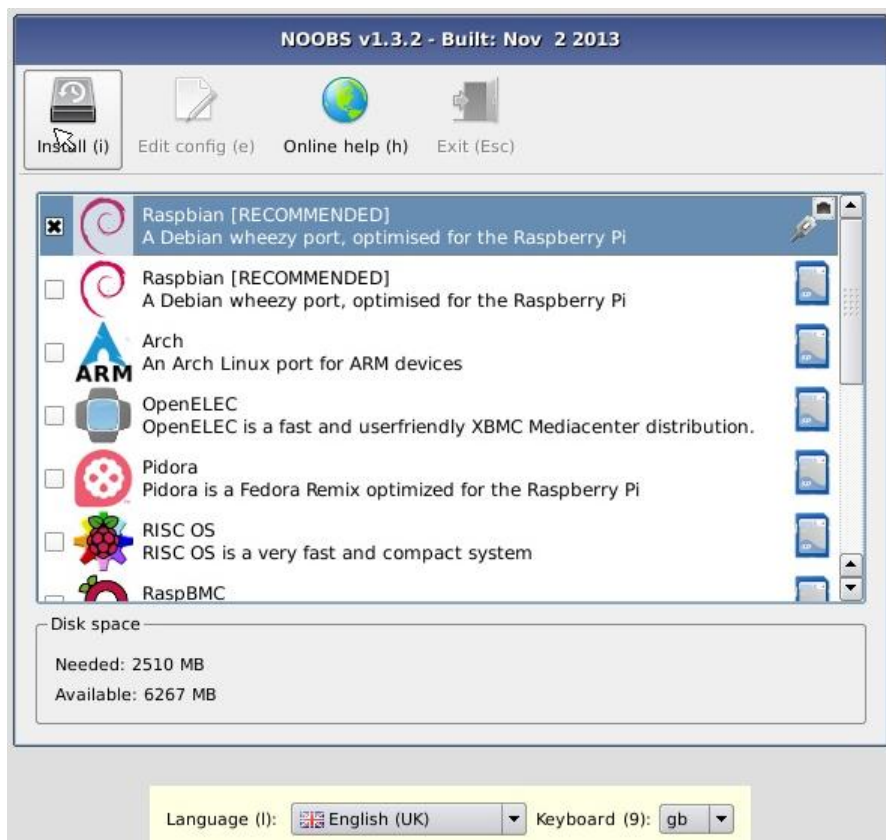 NOOBS v1.3.2 - Built: Nov 2 2013
Install (i)
Edit config (e)
Online help (h)
Exit (Esc)
Raspbian [RECOMMENDED]
A Debian wheezy port, optimised for the Raspberry Pi
Raspbian [RECOMMENDED]
A Debian wheezy port, optimised for the Raspberry Pi
Arch
ARM
An Arch Linux port for ARM devices
OpenELEC
OpenELEC is a fast and userfriendly XBMC Mediacenter distribution.
Pidora
Pidora is a Fedora Remix optimized for the Raspberry Pi
RISC OS
RISC OS is a very fast and compact system
RaspBMC
Disk space
Needed: 2510 MB
Available: 6267 MB
Language (l): English (UK) Keyboard (9): gb